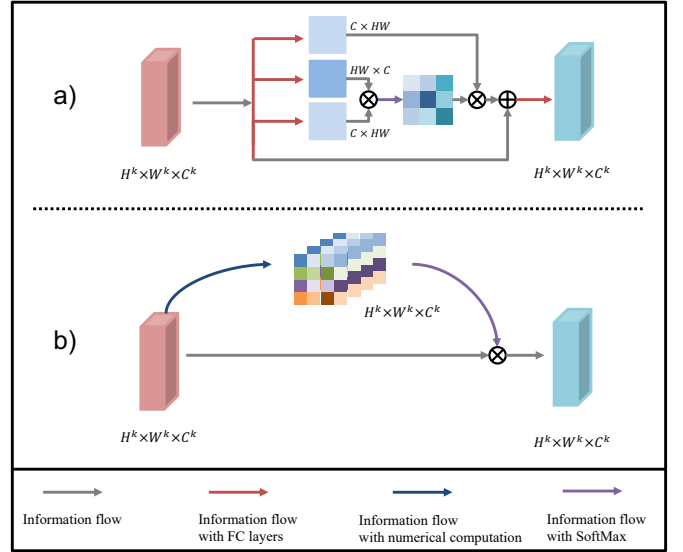 a)
C × HW
HW × C
C × HW
H^k×W^k×C^k
H^k×W^k×C^k
b)
H^k×W^k×C^k
H^k×W^k×C^k
H^k×W^k×C^k
Information flow
Information flow
with FC layers
Information flow
with numerical computation
Information flow
with SoftMax